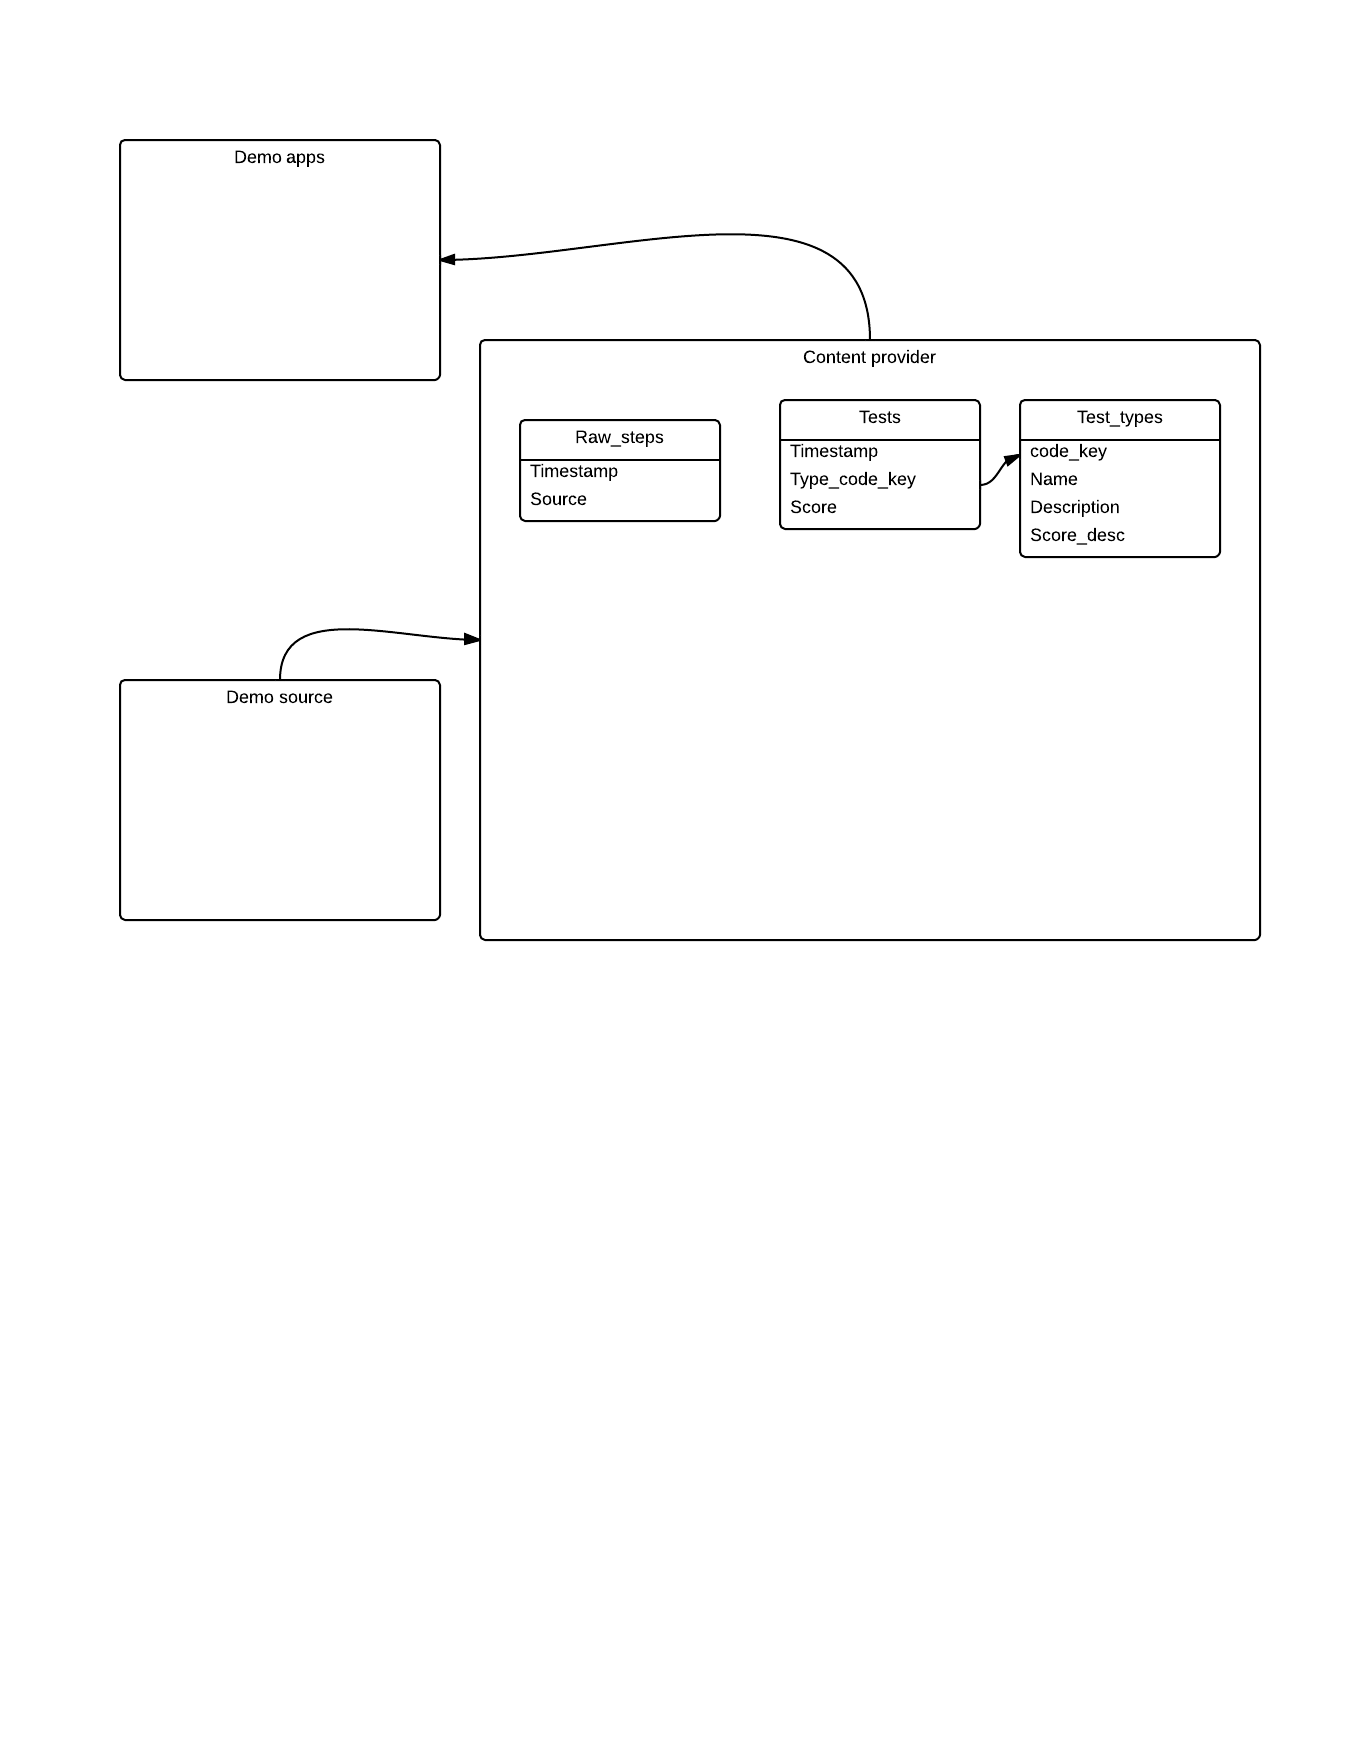 Demo apps
Content provider
Raw_steps
Timestamp
Source
Tests
Timestamp
Type_code_key
Score
Test_types
code_key
Name
Description
Score_desc
Demo source